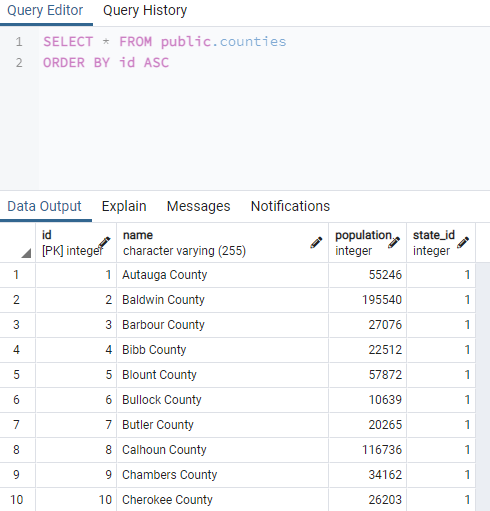 Query Editor Query History
1 SELECT * FROM public.counties
2 ORDER BY id ASC
Data Output Explain Messages Notifications
id name population state_id
[PK] integer character varying (255) integer integer
1 1 Autauga County 55246 1
2 2 Baldwin County 195540 1
3 3 Barbour County 27076 1
4 4 Bibb County 22512 1
5 5 Blount County 57872 1
6 6 Bullock County 10639 1
7 7 Butler County 20265 1
8 8 Calhoun County 116736 1
9 9 Chambers County 34162 1
10 10 Cherokee County 26203 1